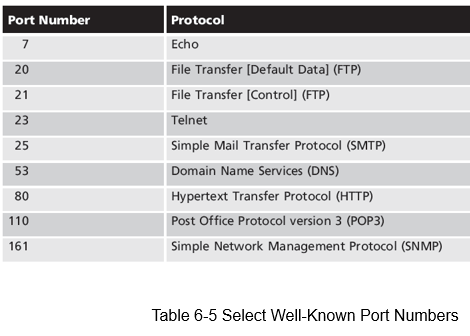 Port Number Protocol
7 Echo
20 File Transfer [Default Data] (FTP)
21 File Transfer [Control] (FTP)
23 Telnet
25 Simple Mail Transfer Protocol (SMTP)
53 Domain Name Services (DNS)
80 Hypertext Transfer Protocol (HTTP)
110 Post Office Protocol version 3 (POP3)
161 Simple Network Management Protocol (SNMP)
Table 6-5 Select Well-Known Port Numbers